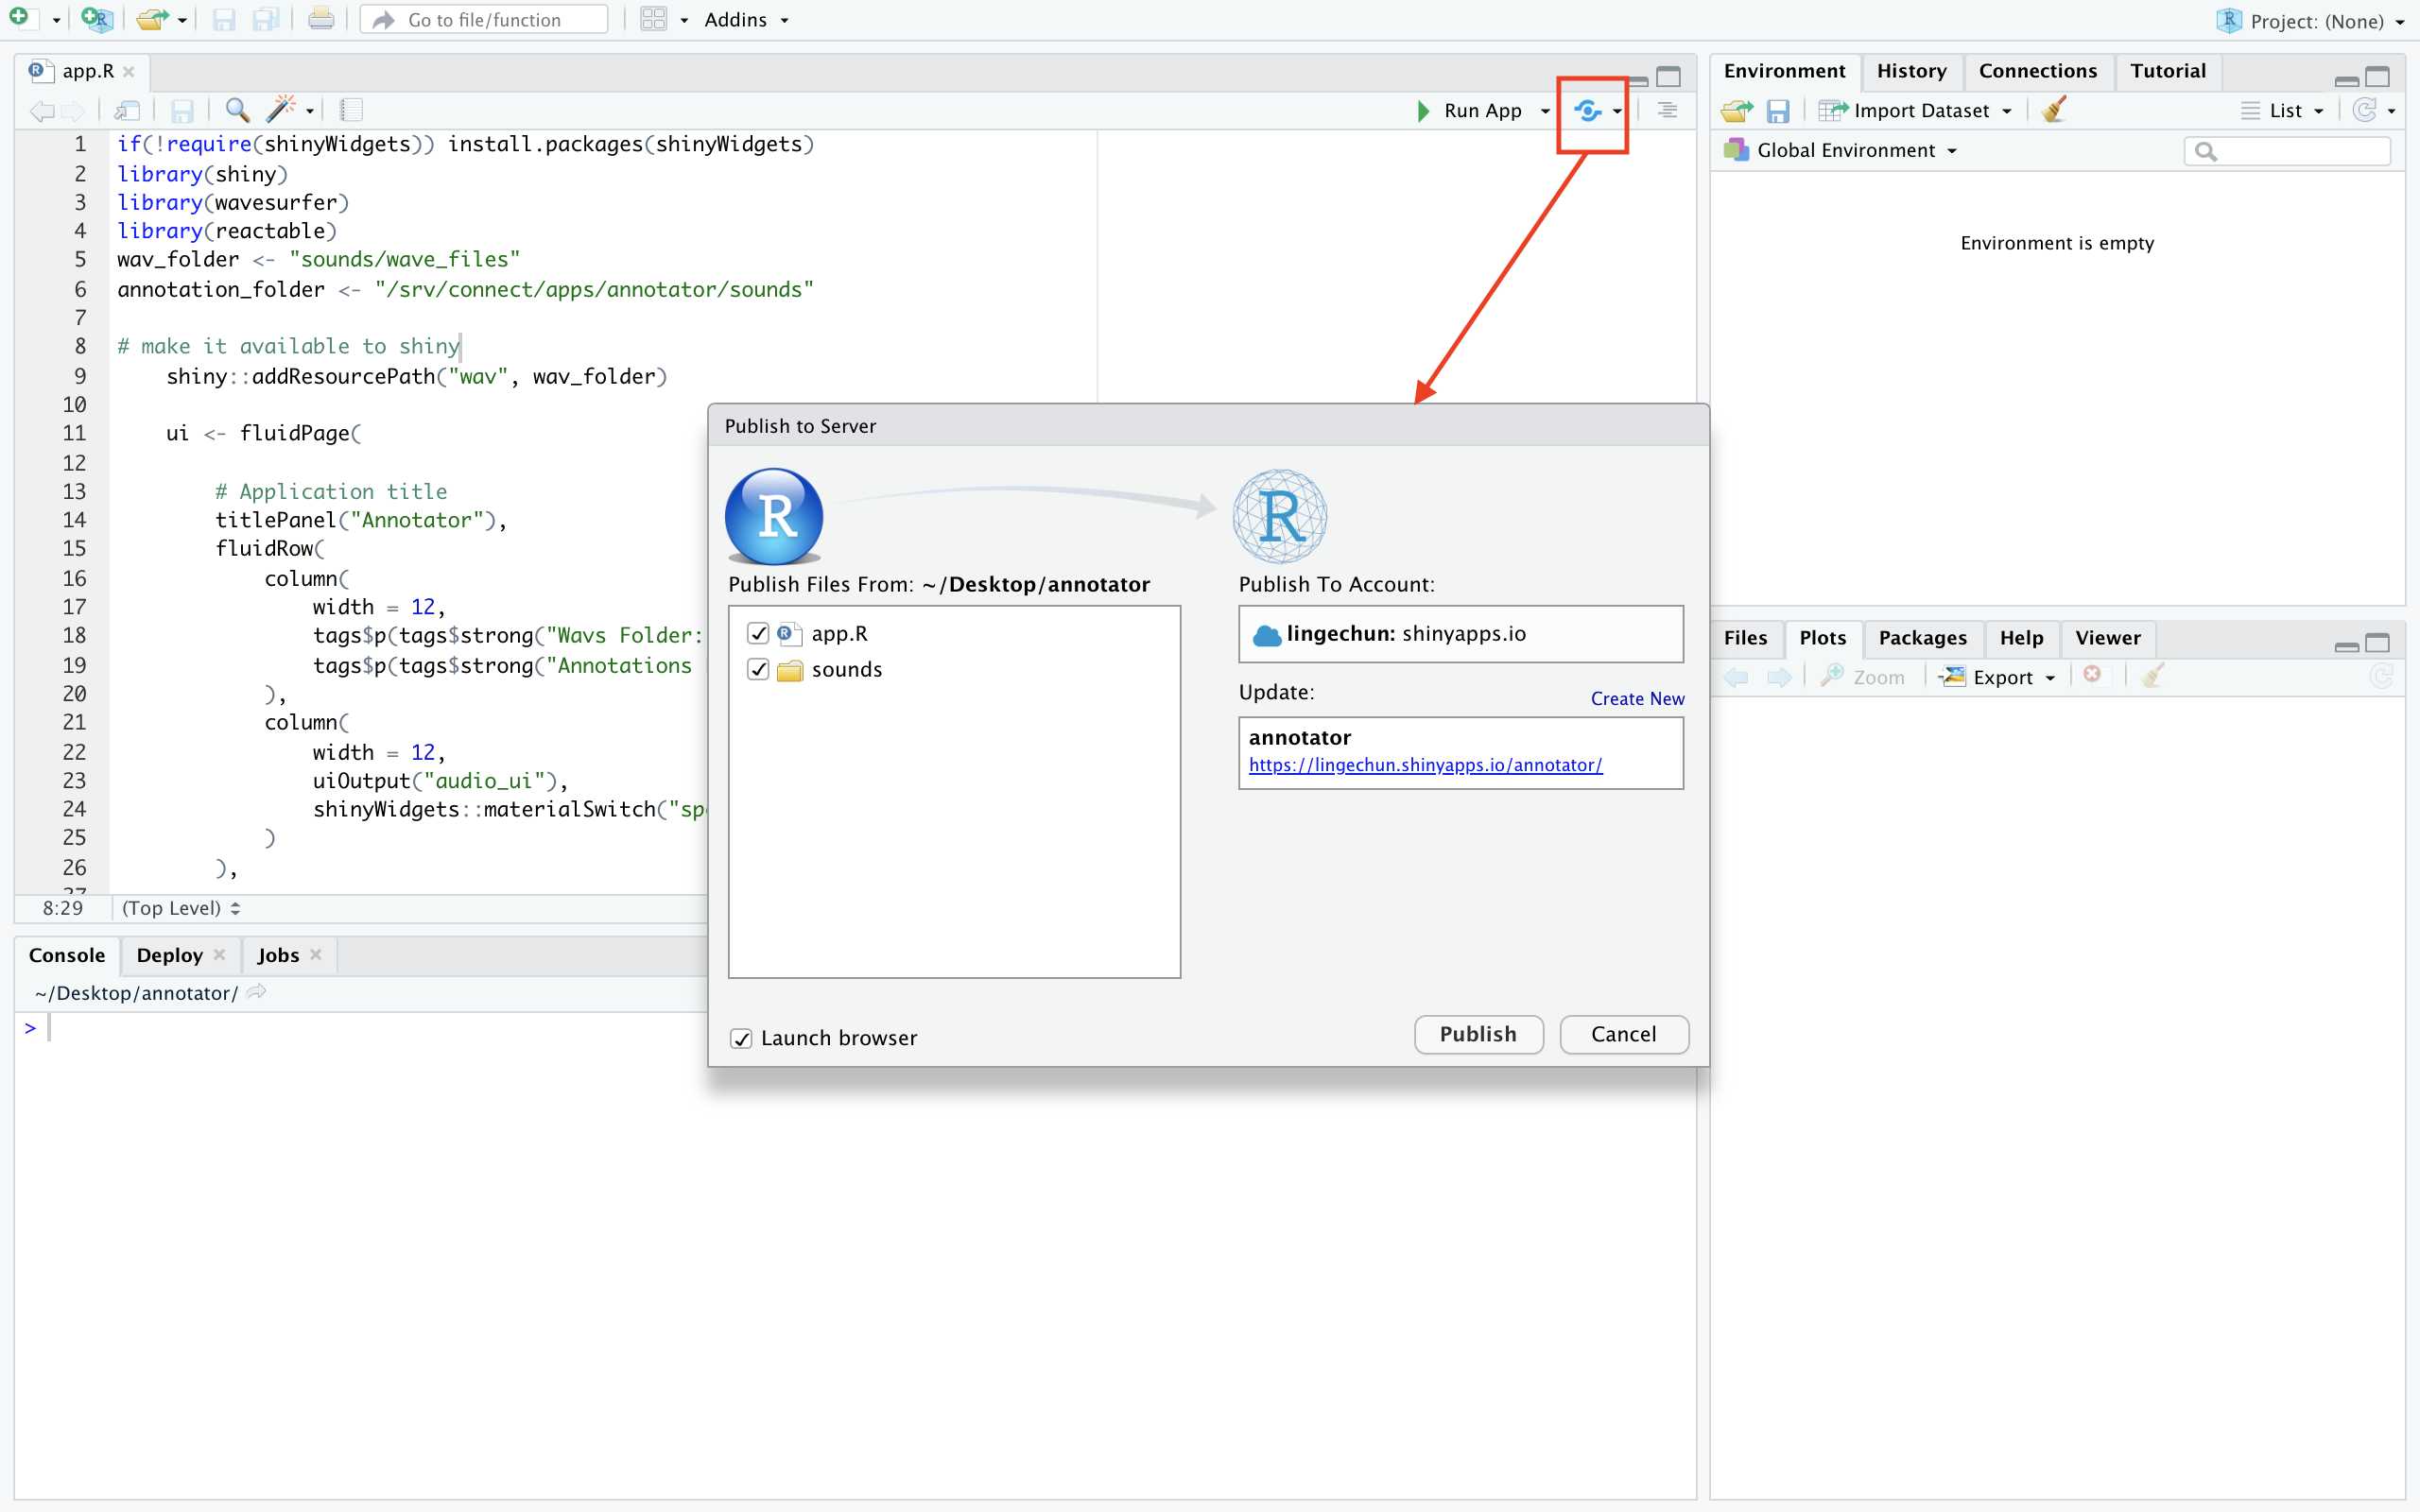 Go to file/function
Addins
Project: (None)
app.R
Run App
1 if(!require(shinyWidgets)) install.packages(shinyWidgets)
2 library(shiny)
3 library(wavesurfer)
4 library(reactable)
5 wav_folder <- "sounds/wave_files"
6 annotation_folder <- "/srv/connect/apps/annotator/sounds"
7
8 # make it available to shiny
9 shiny::addResourcePath("wav", wav_folder)
10
11 ui <- fluidPage(
12
13 # Application title
14 titlePanel("Annotator"),
15 fluidRow(
16 column(
17 width = 12,
18 tags$p(tags$strong("Wavs Folder:
19 tags$p(tags$strong("Annotations
20 ),
21 column(
22 width = 12,
23 uiOutput("audio_ui"),
24 shinyWidgets::materialSwitch("sp
25 )
26 ),
27
8:29 (Top Level)
Console Deploy Jobs
~/Desktop/annotator/
>
Publish to Server
R R
Publish Files From: ~/Desktop/annotator
app.R
sounds
Publish To Account:
lingechun: shinyapps.io
Update: Create New
annotator
https://lingechun.shinyapps.io/annotator/
Launch browser
Publish Cancel
Environment History Connections Tutorial
Import Dataset List
Global Environment
Environment is empty
Files Plots Packages Help Viewer
Zoom Export